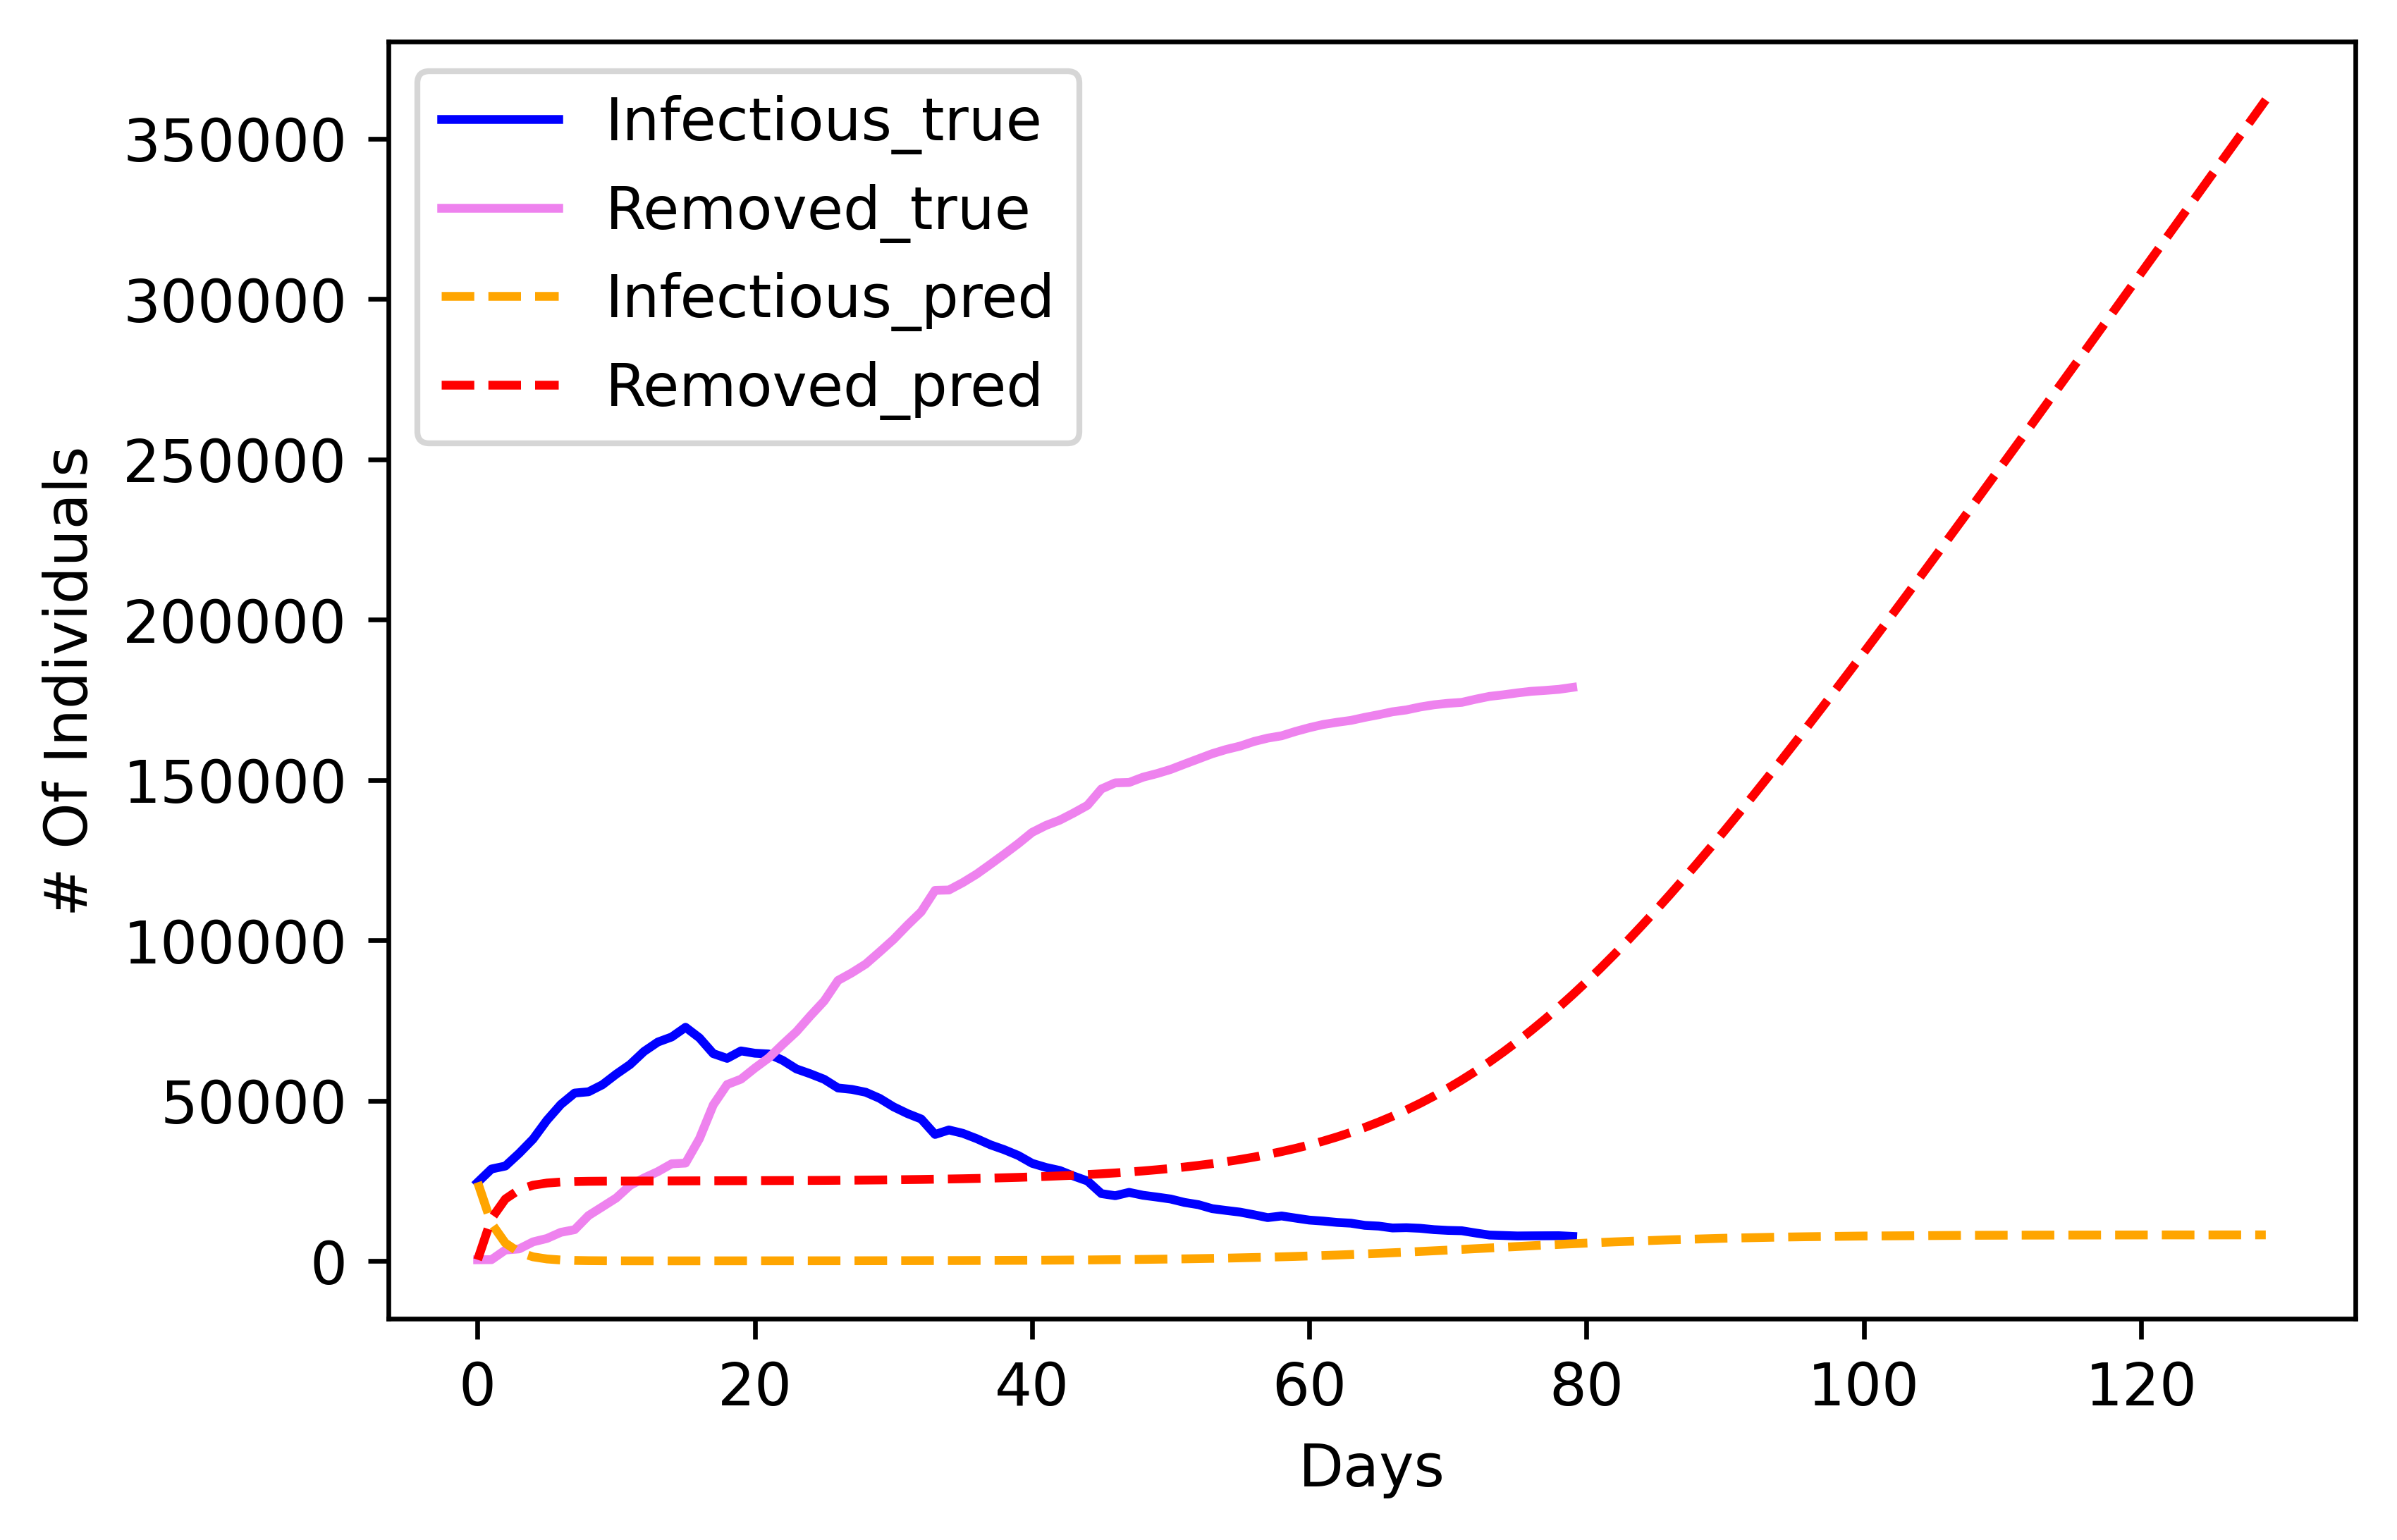 Infectious_true
Removed_true
Infectious_pred
Removed_pred
350000
300000
250000
200000
150000
100000
50000
0
# Of Individuals
0 20 40 60 80 100 120
Days